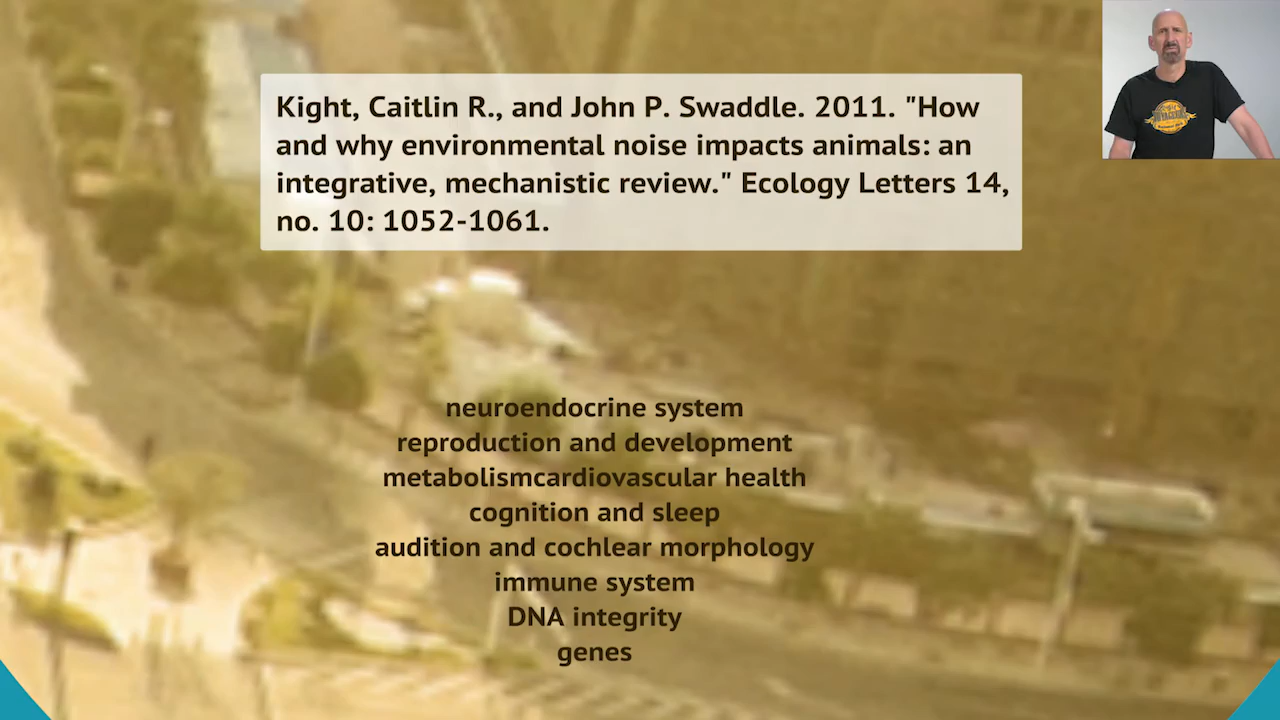 Kight, Caitlin R., and John P. Swaddle. 2011. "How
and why environmental noise impacts animals: an
integrative, mechanistic review." Ecology Letters 14,
no. 10: 1052-1061.
neuroendocrine system
reproduction and development
metabolismcardiovascular health
cognition and sleep
audition and cochlear morphology
immune system
DNA integrity
genes